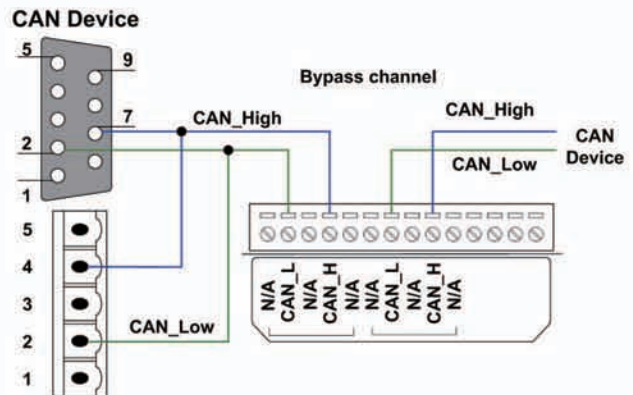 CAN Device
5
9
Bypass channel
7
CAN_High
CAN_High
2
CAN_Low
CAN
Device
1
5
4
3
2
1
CAN_Low
N/A
CAN_L
N/A
CAN_H
N/A
N/A
CAN_L
N/A
CAN_H
N/A